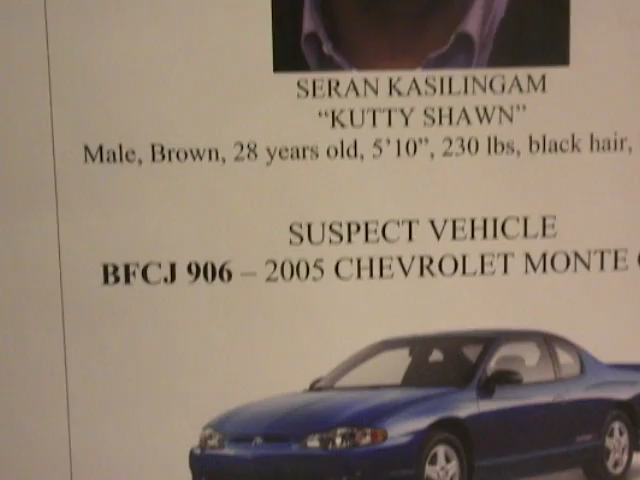 SERAN KASILINGAM
“KUTTY SHAWN”
Male, Brown, 28 years old, 5’10”, 230 lbs, black hair,
SUSPECT VEHICLE
BFCJ 906 – 2005 CHEVROLET MONTE